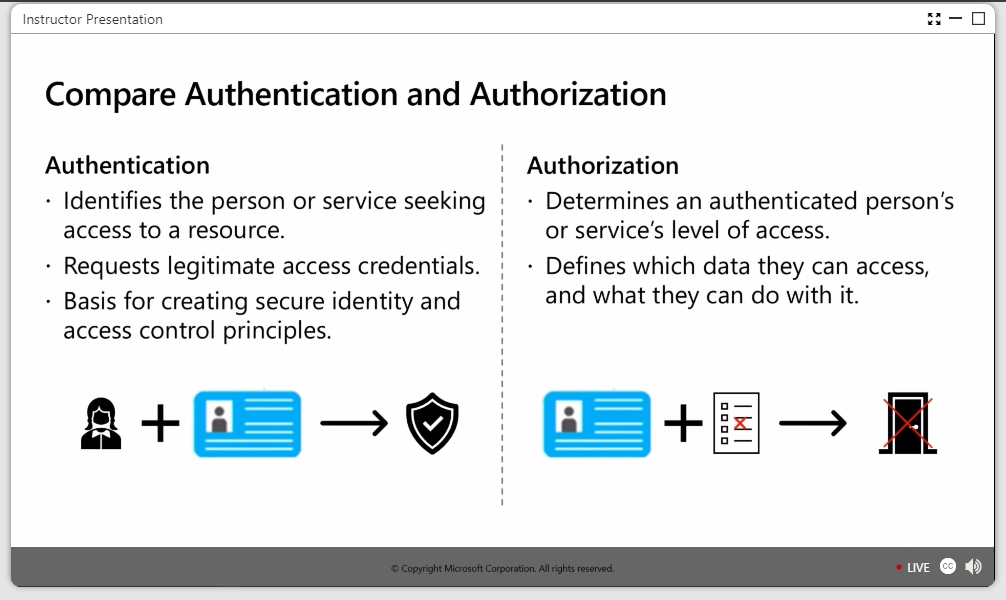 Instructor Presentation
Compare Authentication and Authorization
Authentication
· Identifies the person or service seeking
access to a resource.
· Requests legitimate access credentials.
· Basis for creating secure identity and
access control principles.
Authorization
· Determines an authenticated person's
or service's level of access.
· Defines which data they can access,
and what they can do with it.
© Copyright Microsoft Corporation. All rights reserved.
LIVE
CC